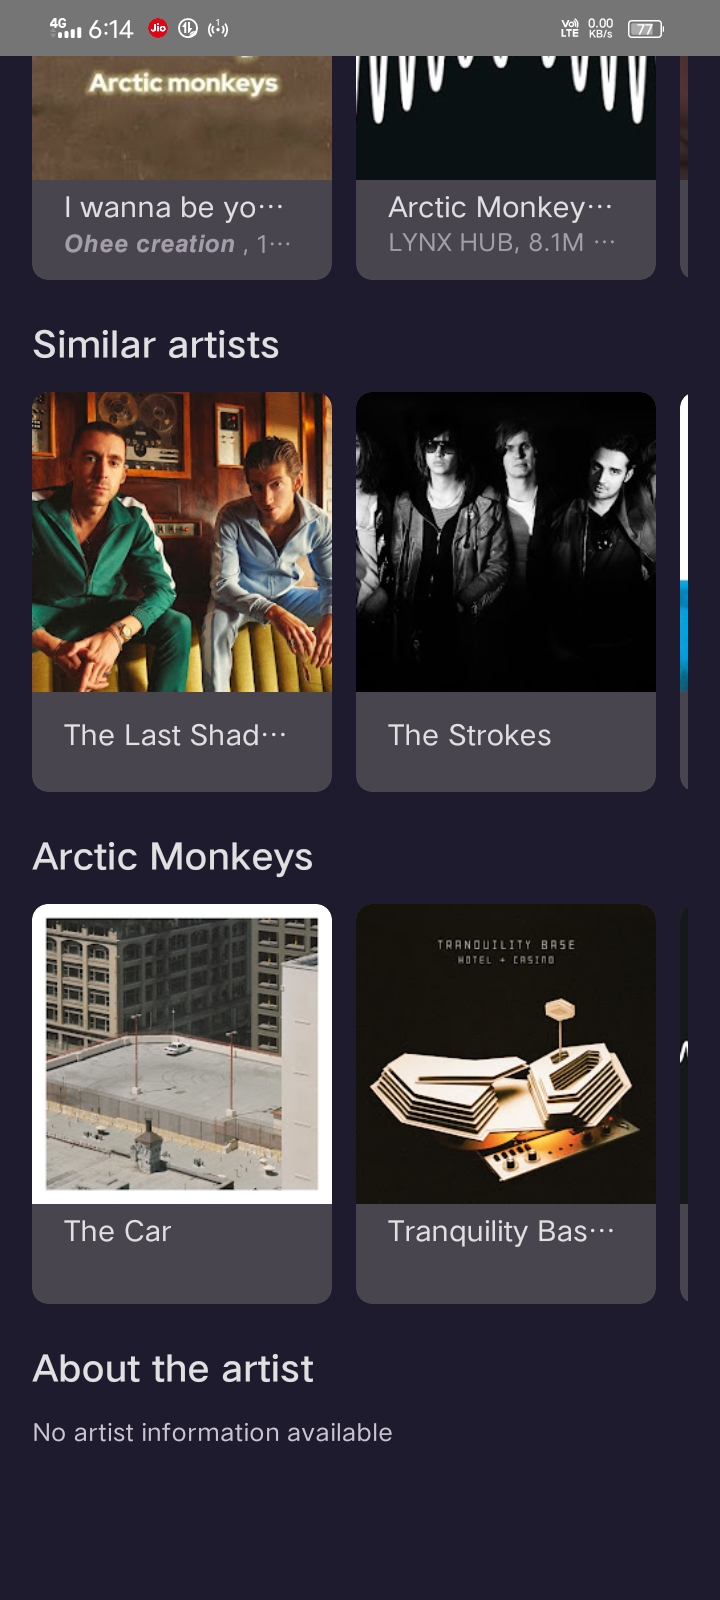 4G 6:14 Jio 1 Vo) LTE 0.00 KB/s 77
Arctic monkeys
I wanna be yo···
Ohee creation , 1···
Arctic Monkey···
LYNX HUB, 8.1M ···
Similar artists
The Last Shad···
The Strokes
Arctic Monkeys
TRANQUILITY BASE
HOTEL + CASINO
The Car
Tranquility Bas···
About the artist
No artist information available